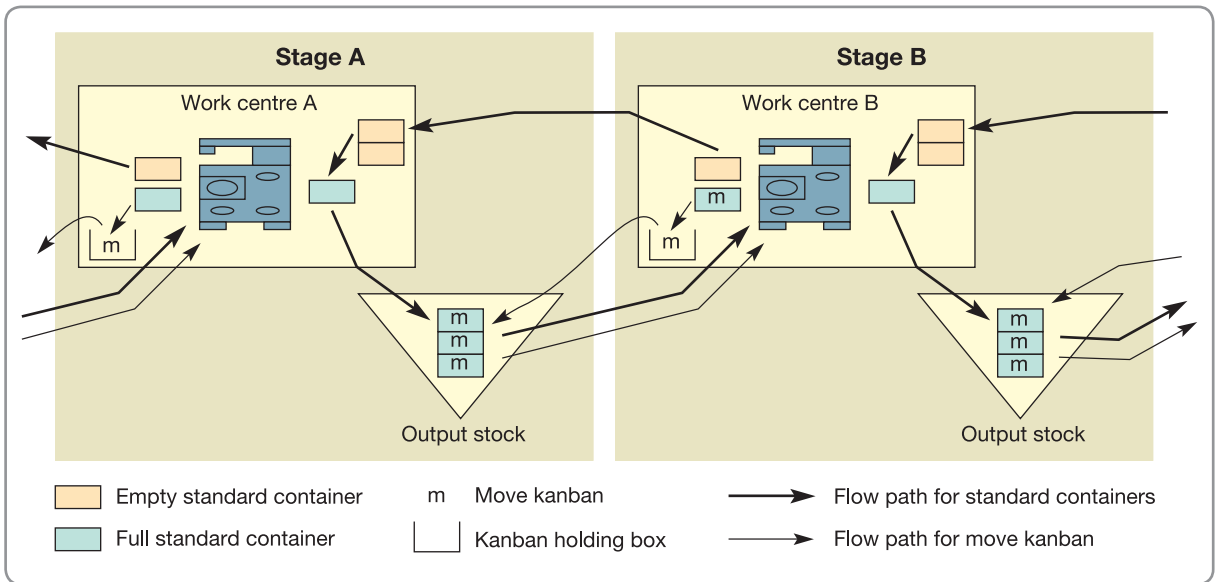 Stage A
Stage B
Work centre A
Work centre B
m
m
m
m
m
m
m
m
m
Output stock
Output stock
Empty standard container
m Move kanban
Flow path for standard containers
Full standard container
Kanban holding box
Flow path for move kanban